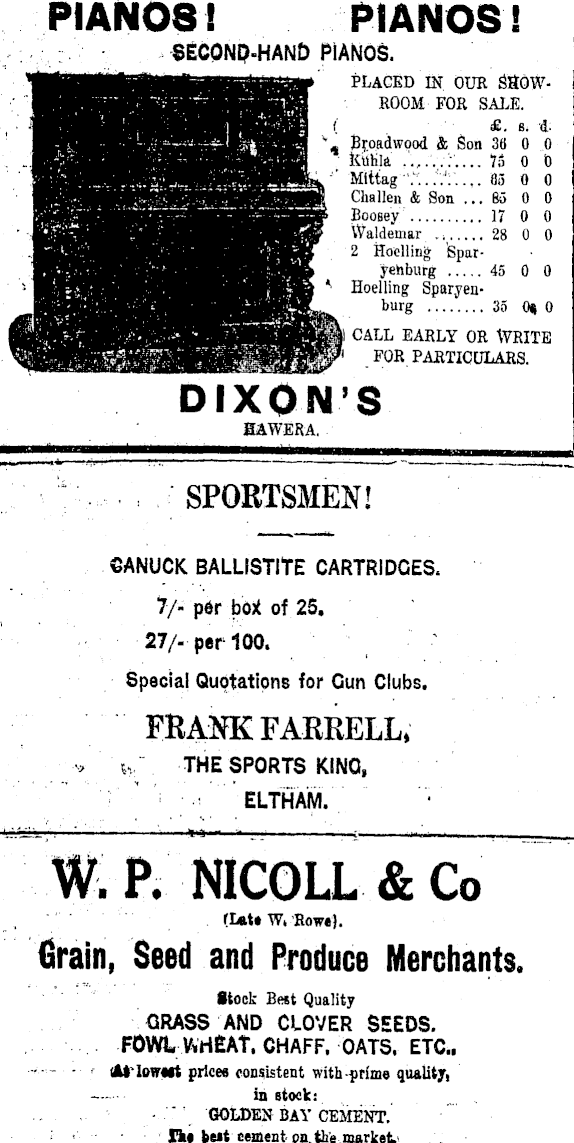 PIANOS! PIANOS!
SECOND-HAND PIANOS.
PLACED IN OUR SHOW-
ROOM FOR SALE.
£. s. d.
Broadwood & Son 36 0 0
Kuhla ........... 75 0 0
Mittag .......... 65 0 0
Challen & Son ... 85 0 0
Boosey .......... 17 0 0
Waldemar ....... 28 0 0
2 Hoelling Spar-
yenburg ..... 45 0 0
Hoelling Sparyen-
burg ........ 35 0 0
CALL EARLY OR WRITE
FOR PARTICULARS.
DIXON'S
HAWERA.
SPORTSMEN!
CANUCK BALLISTITE CARTRIDGES.
7/- per box of 25.
27/- per 100.
Special Quotations for Gun Clubs.
FRANK FARRELL,
THE SPORTS KING,
ELTHAM.
W. P. NICOLL & Co
(Late W. Rowe).
Grain, Seed and Produce Merchants.
Stock Best Quality
GRASS AND CLOVER SEEDS.
FOWL WHEAT, CHAFF, OATS, ETC.,
At lowest prices consistent with prime quality,
in stock:
GOLDEN BAY CEMENT.
The best cement on the market.